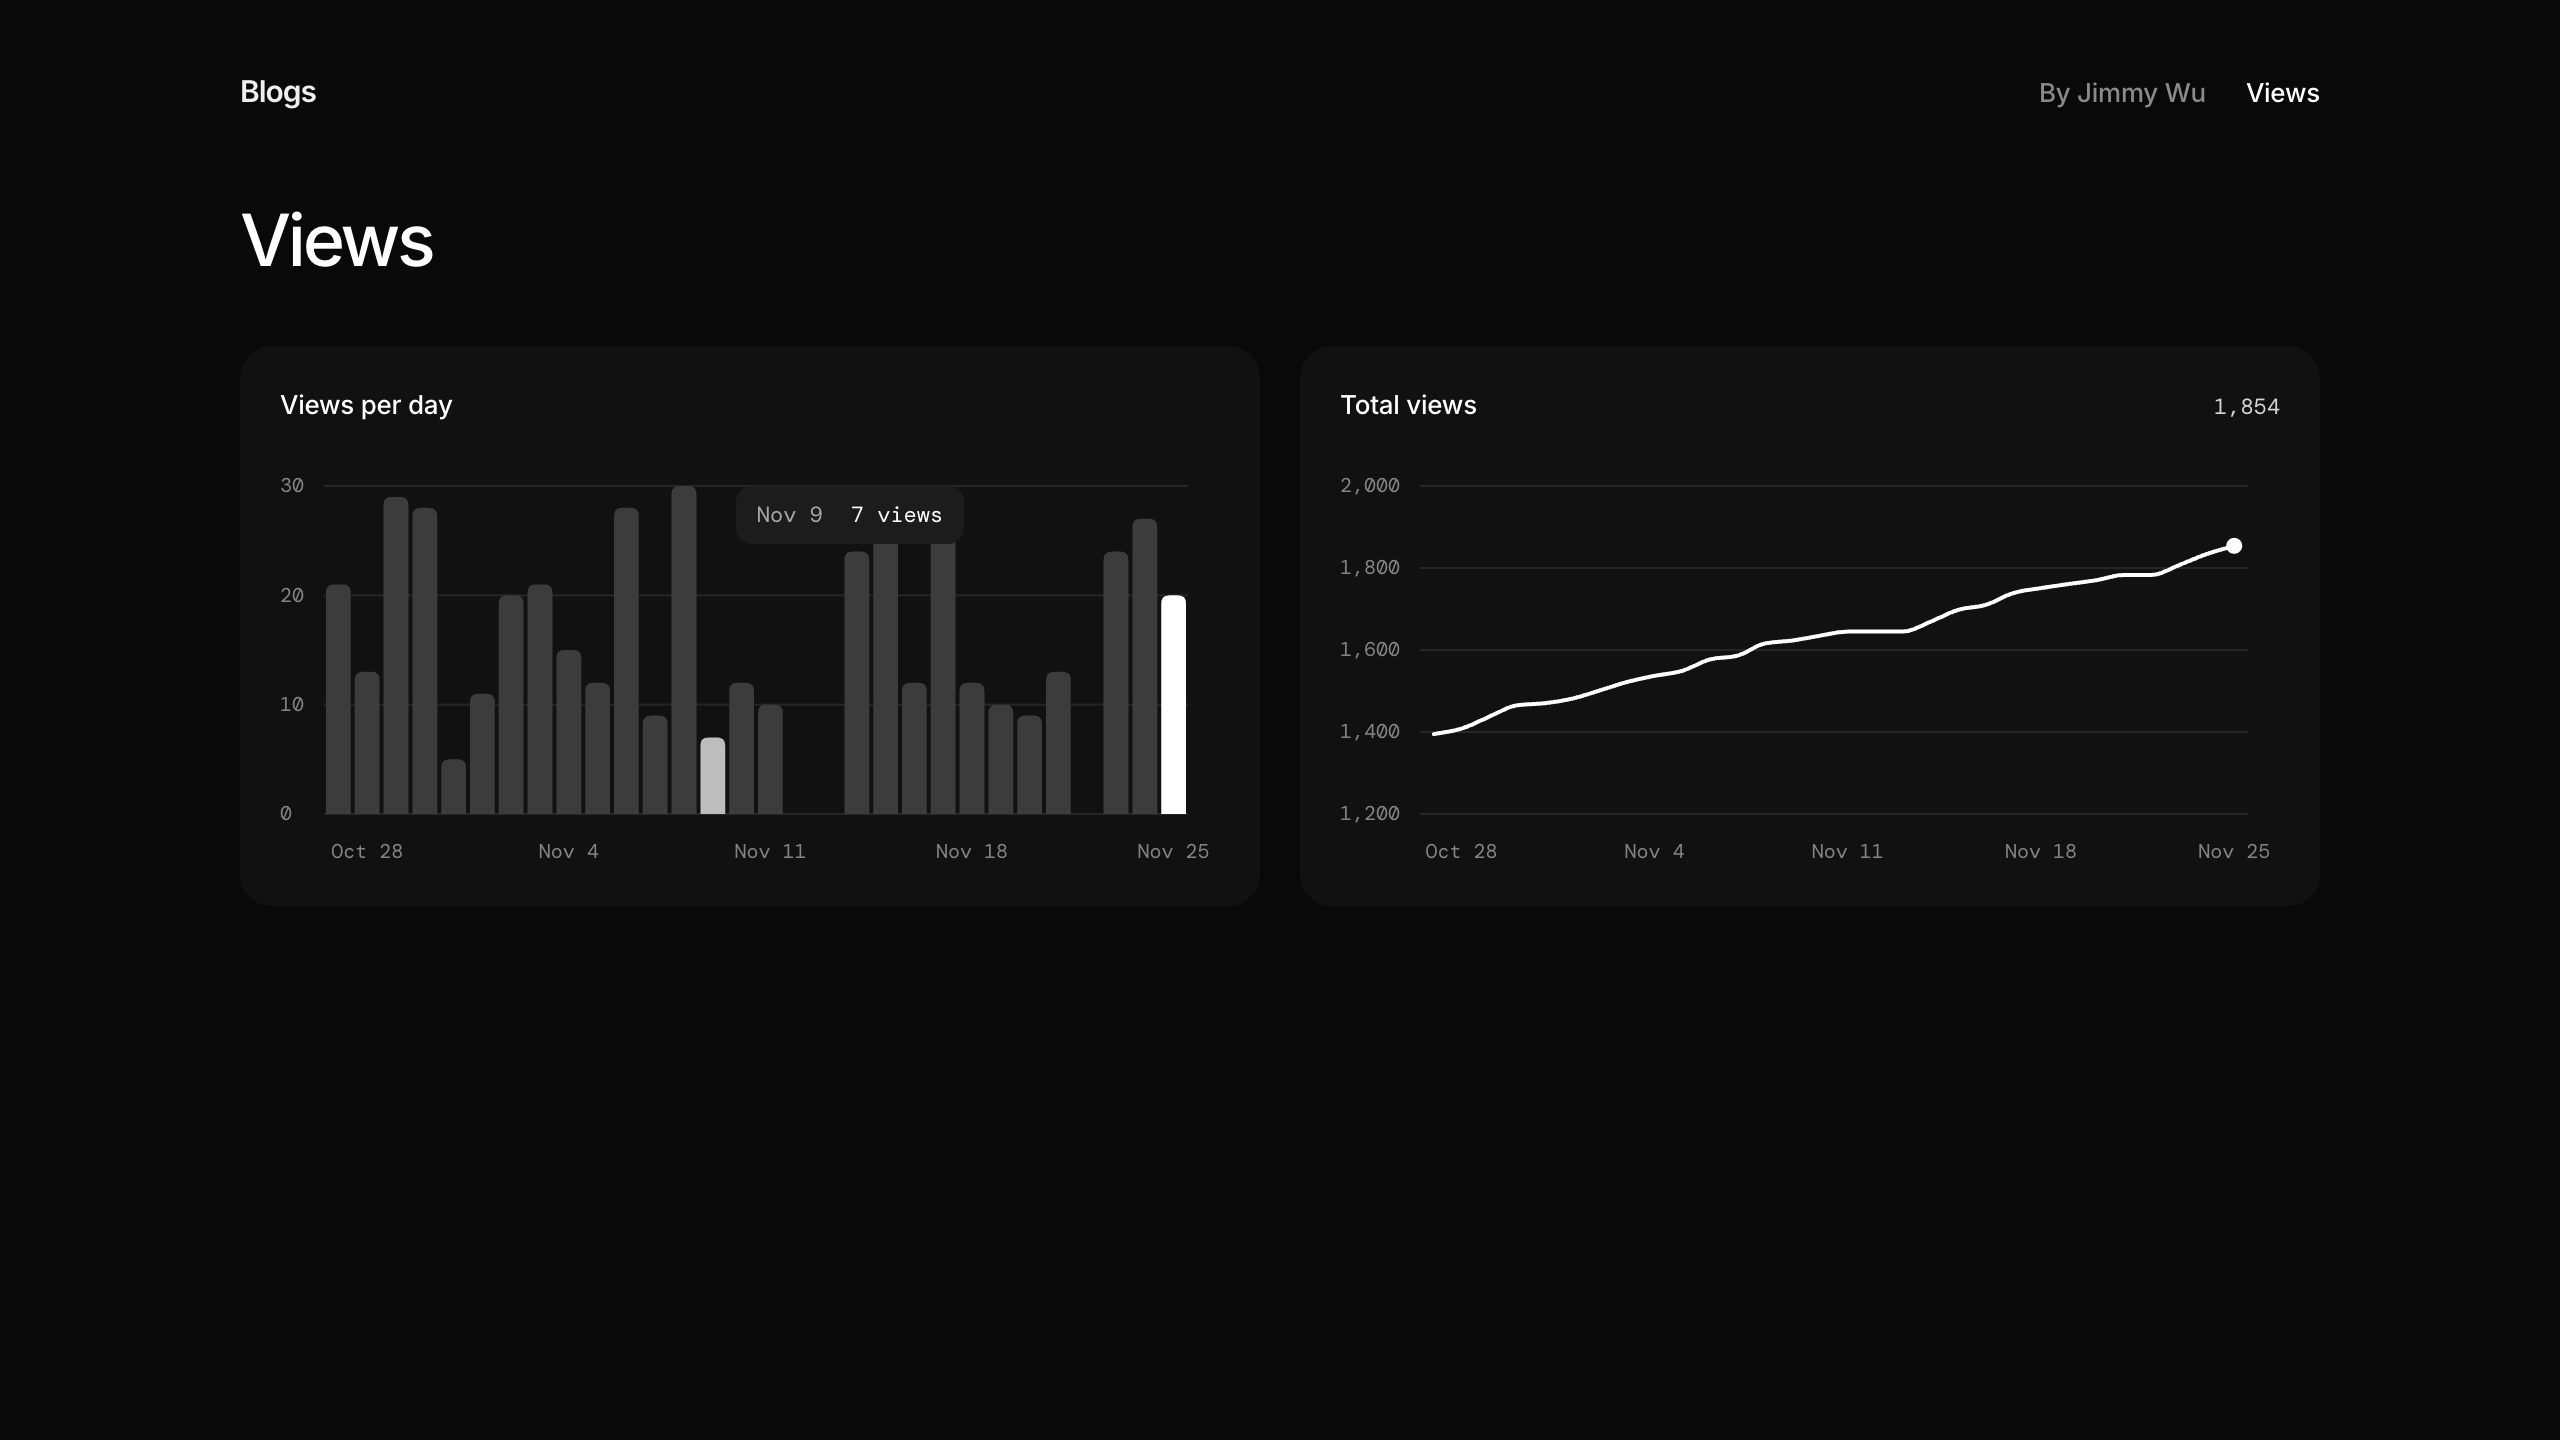 Blogs
By Jimmy Wu Views
Views
Views per day
30
20
10
0
Nov 9 7 views
Oct 28 Nov 4 Nov 11 Nov 18 Nov 25
Total views 1,854
2,000
1,800
1,600
1,400
1,200
Oct 28 Nov 4 Nov 11 Nov 18 Nov 25